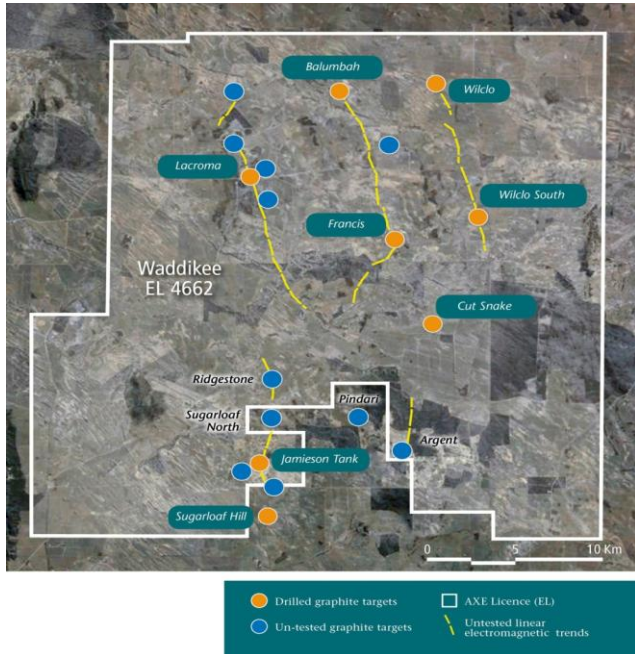 Balumbah
Wilclo
Lacroma
Wilclo South
Francis
Waddikee
EL 4662
Cut Snake
Ridgestone
Pindari
Sugarloaf
North
Argent
Jamieson Tank
Sugarloaf Hill
0 5 10 Km
Drilled graphite targets
AXE Licence (EL)
Un-tested graphite targets
Untested linear
electromagnetic trends